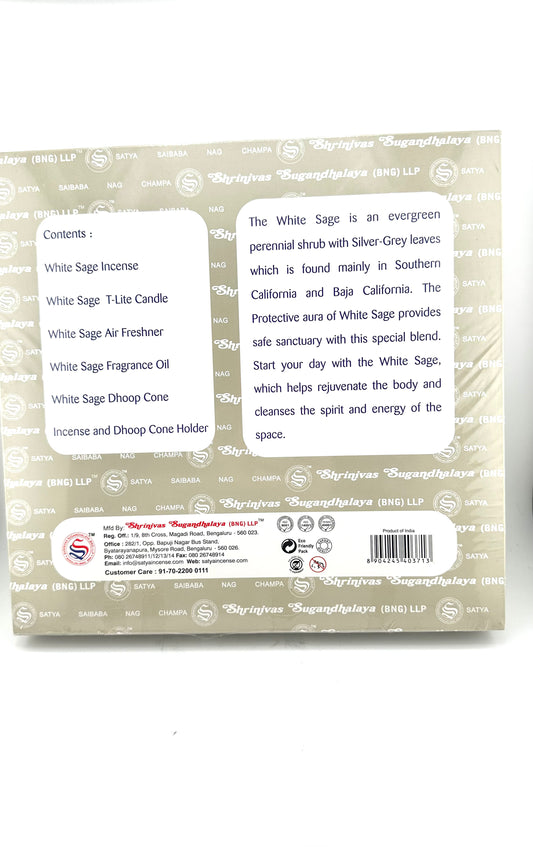 Shrinivas Sugandhalaya (BNG) LLP
SATYA SAIBABA NAG CHAMPA
Contents :
White Sage Incense
White Sage T-Lite Candle
White Sage Air Freshner
White Sage Fragrance Oil
White Sage Dhoop Cone
Incense and Dhoop Cone Holder
The White Sage is an evergreen
perennial shrub with Silver-Grey leaves
which is found mainly in Southern
California and Baja California. The
Protective aura of White Sage provides
safe sanctuary with this special blend.
Start your day with the White Sage,
which helps rejuvenate the body and
cleanses the spirit and energy of the
space.
Mfd By: Shrinivas Sugandhalaya (BNG) LLP™
Reg. Off.: 1/9, 8th Cross, Magadi Road, Bengaluru - 560 023.
Office : 282/1, Opp. Bapuji Nagar Bus Stand,
Byatarayanapura, Mysore Road, Bengaluru - 560 026.
Ph: 080 26748911/12/13/14 Fax: 080 26746914
Email: info@satyaincense.com Web: satyaincense.com
Customer Care : 91-70-2200 0111
Eco
Friendly
Pack
Product of India
8 904245 403713